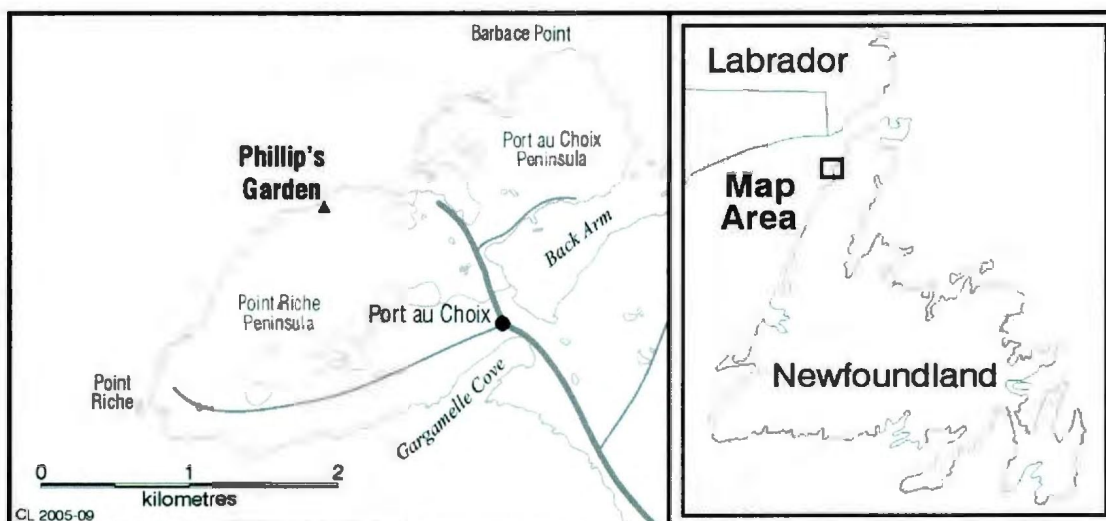 Barbace Point
Port au Choix
Peninsula
Phillip's
Garden
Back Arm
Point Riche
Peninsula
Port au Choix
Point
Riche
Gargamelle Cove
0 1 2
kilometres
CL 2005-09
Labrador
Map
Area
Newfoundland